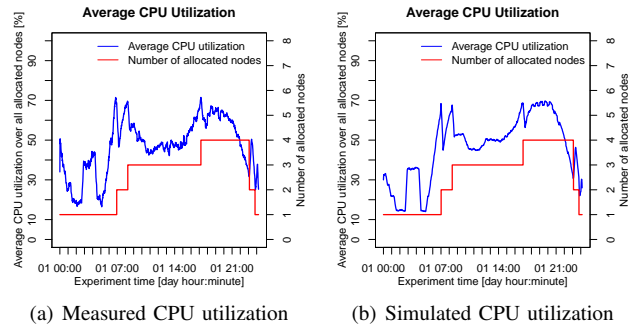 Average CPU Utilization
Average CPU utilization over all allocated nodes [%]
10 30 50 70 90
Average CPU utilization
Number of allocated nodes
0 1 2 3 4 5 6 7 8
Number of allocated nodes
01 00:00 01 07:00 01 14:00 01 21:00
Experiment time [day hour:minute]
(a) Measured CPU utilization
Average CPU Utilization
Average CPU utilization over all allocated nodes [%]
0 10 30 50 70 90
Average CPU utilization
Number of allocated nodes
0 1 2 3 4 5 6 7 8
Number of allocated nodes
01 00:00 01 07:00 01 14:00 01 21:00
Experiment time [day hour:minute]
(b) Simulated CPU utilization